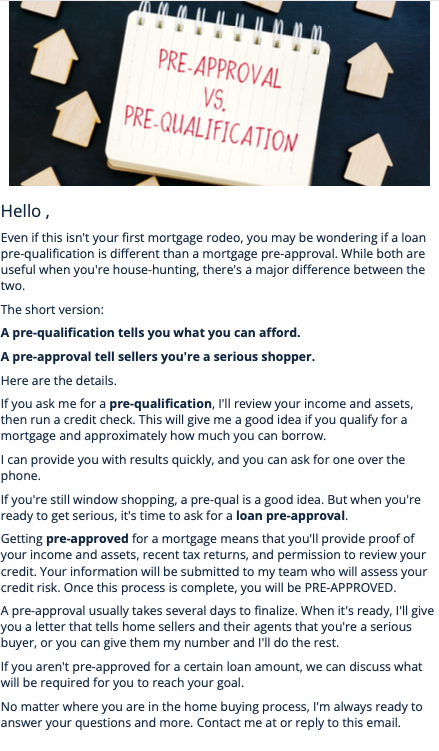 PRE-APPROVAL
VS.
PRE-QUALIFICATION
Hello ,
Even if this isn't your first mortgage rodeo, you may be wondering if a loan
pre-qualification is different than a mortgage pre-approval. While both are
useful when you're house-hunting, there's a major difference between the
two.
The short version:
A pre-qualification tells you what you can afford.
A pre-approval tell sellers you're a serious shopper.
Here are the details.
If you ask me for a pre-qualification, I'll review your income and assets,
then run a credit check. This will give me a good idea if you qualify for a
mortgage and approximately how much you can borrow.
I can provide you with results quickly, and you can ask for one over the
phone.
If you're still window shopping, a pre-qual is a good idea. But when you're
ready to get serious, it's time to ask for a loan pre-approval.
Getting pre-approved for a mortgage means that you'll provide proof of
your income and assets, recent tax returns, and permission to review your
credit. Your information will be submitted to my team who will assess your
credit risk. Once this process is complete, you will be PRE-APPROVED.
A pre-approval usually takes several days to finalize. When it's ready, I'll give
you a letter that tells home sellers and their agents that you're a serious
buyer, or you can give them my number and I'll do the rest.
If you aren't pre-approved for a certain loan amount, we can discuss what
will be required for you to reach your goal.
No matter where you are in the home buying process, I'm always ready to
answer your questions and more. Contact me at or reply to this email.